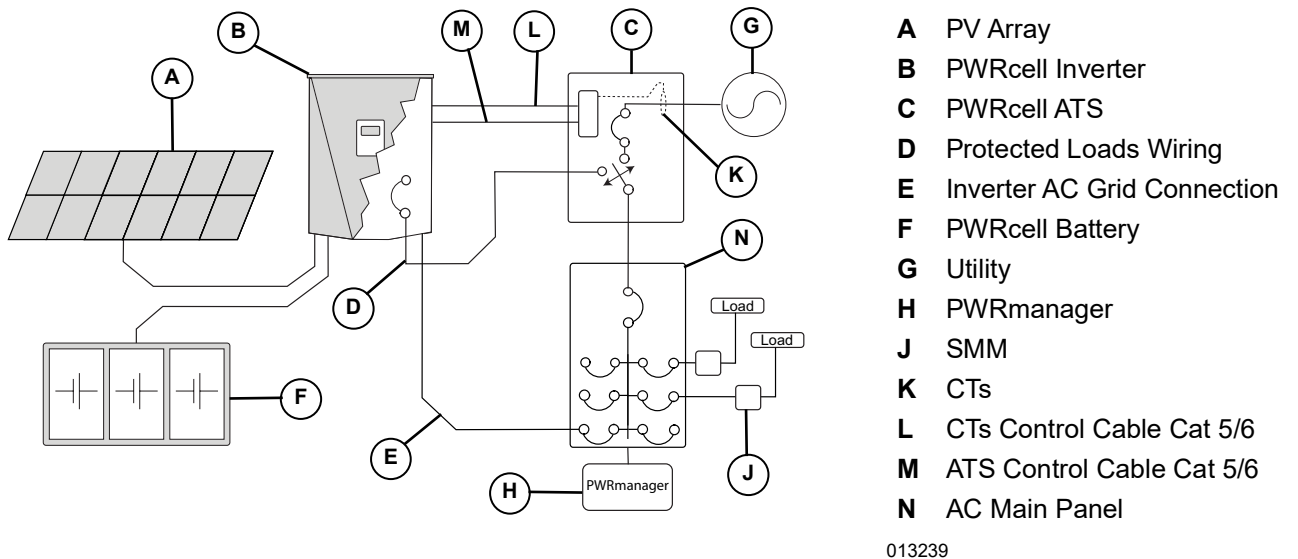 B
M
L
C
G
A
K
N
D
Load
Load
F
E
H
PWRmanager
J
A PV Array
B PWRcell Inverter
C PWRcell ATS
D Protected Loads Wiring
E Inverter AC Grid Connection
F PWRcell Battery
G Utility
H PWRmanager
J SMM
K CTs
L CTs Control Cable Cat 5/6
M ATS Control Cable Cat 5/6
N AC Main Panel
013239